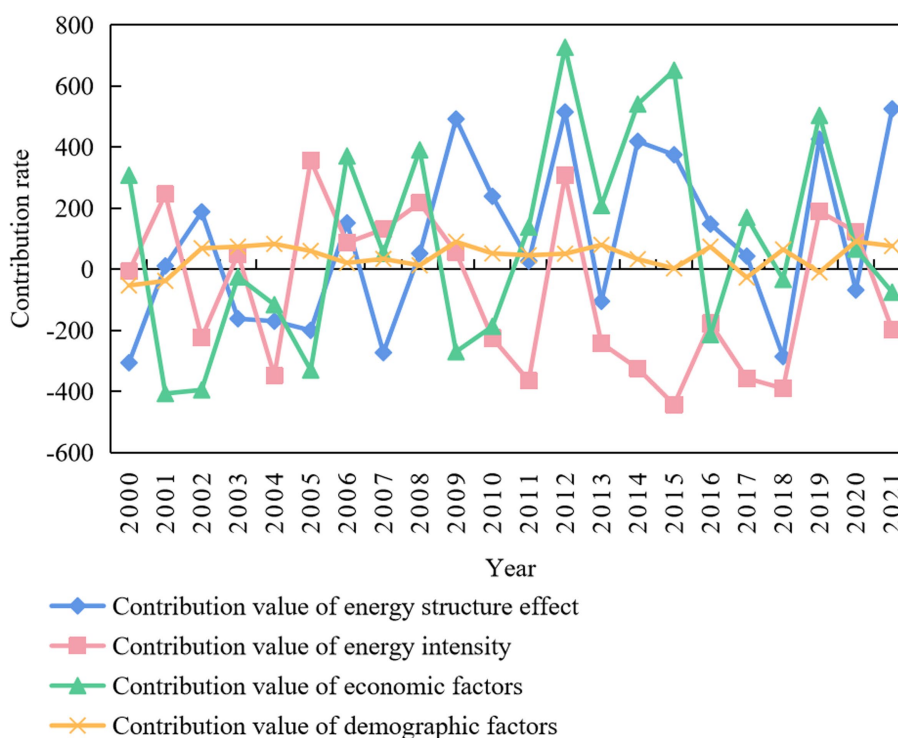 800
600
400
200
0
-200
-400
-600
Contribution rate
2000 2001 2002 2003 2004 2005 2006 2007 2008 2009 2010 2011 2012 2013 2014 2015 2016 2017 2018 2019 2020 2021
Year
Contribution value of energy structure effect
Contribution value of energy intensity
Contribution value of economic factors
Contribution value of demographic factors